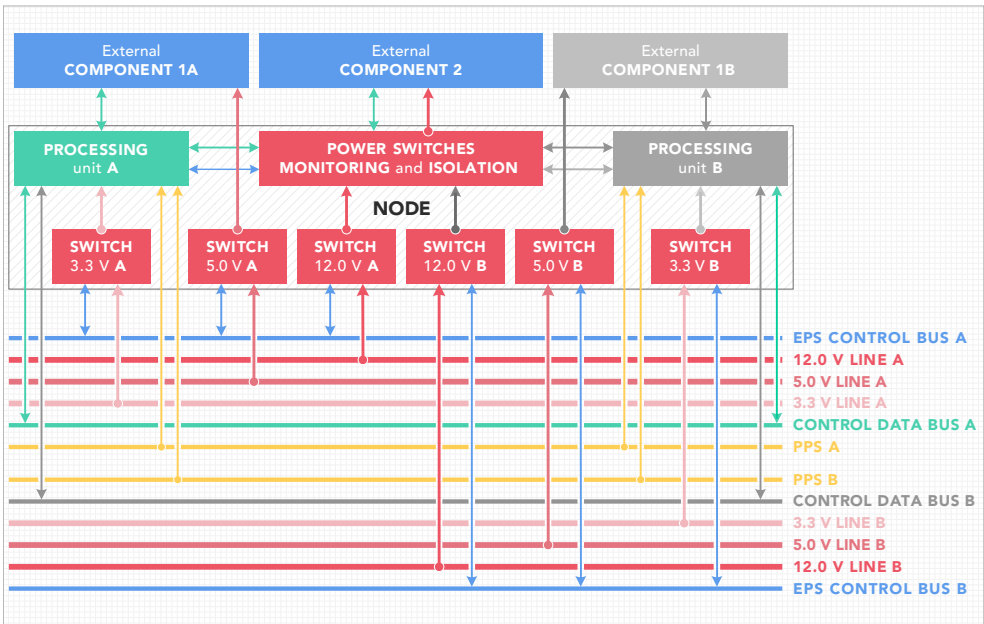 External
COMPONENT 1A
External
COMPONENT 2
External
COMPONENT 1B
PROCESSING
unit A
POWER SWITCHES
MONITORING and ISOLATION
PROCESSING
unit B
NODE
SWITCH
3.3 V A
SWITCH
5.0 V A
SWITCH
12.0 V A
SWITCH
12.0 V B
SWITCH
5.0 V B
SWITCH
3.3 V B
EPS CONTROL BUS A
12.0 V LINE A
5.0 V LINE A
3.3 V LINE A
CONTROL DATA BUS A
PPS A
PPS B
CONTROL DATA BUS B
3.3 V LINE B
5.0 V LINE B
12.0 V LINE B
EPS CONTROL BUS B